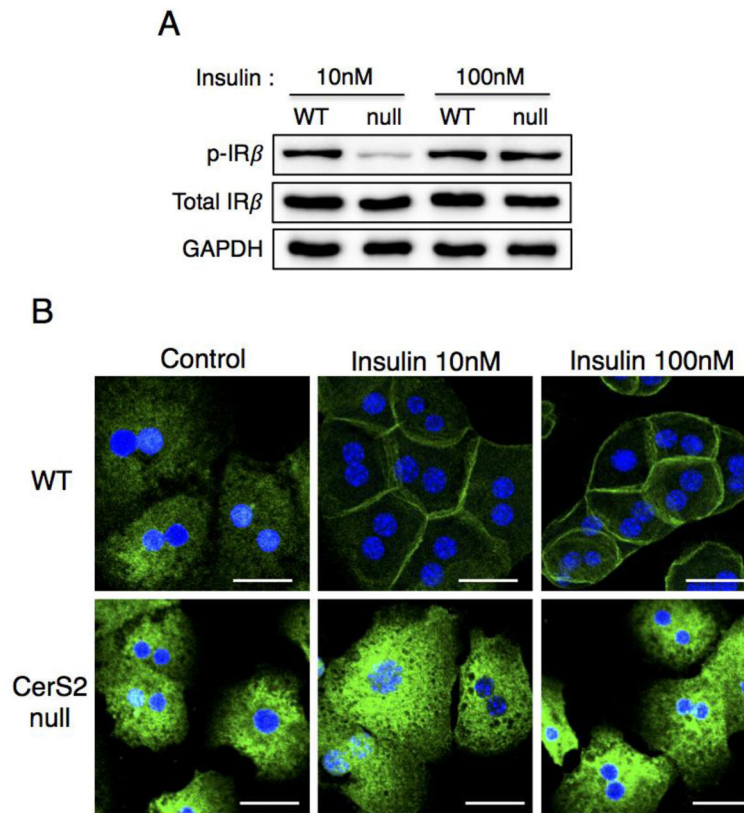 A
Insulin : 10nM 100nM
WT null WT null
p-IRβ
Total IRβ
GAPDH
B
Control Insulin 10nM Insulin 100nM
WT
CerS2
null